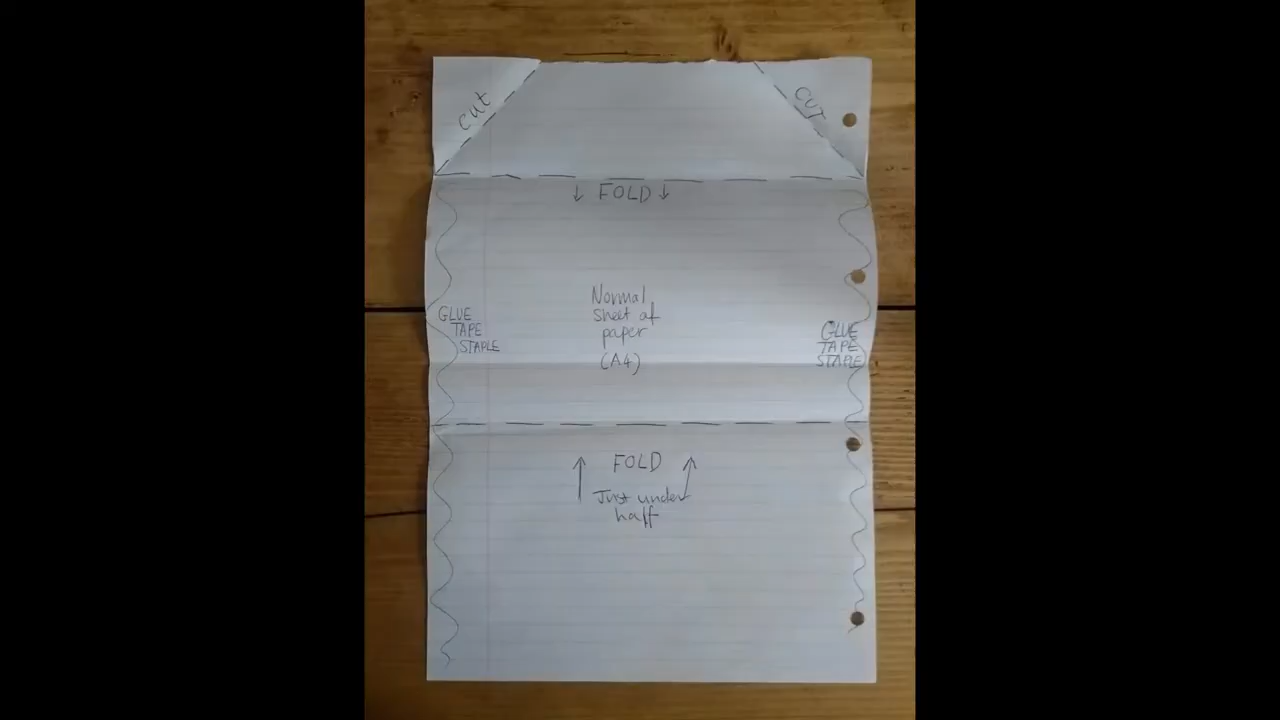 CUT
CUT
↓ FOLD ↓
Normal
Sheet of
paper
(A4)
GLUE
TAPE
STAPLE
GLUE
TAPE
STAPLE
FOLD
Just under
half